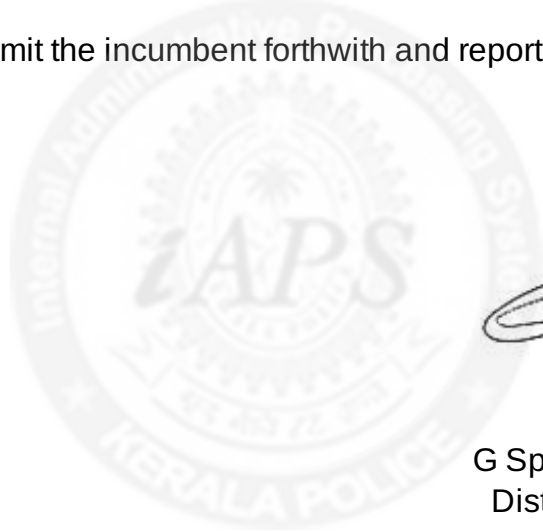 mit the incumbent forthwith and report
Internal Administrative Processing System
iAPS
KERALA POLICE
G Sp
Dist